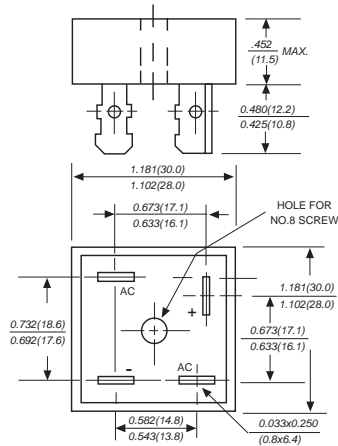 .452
(11.5)
MAX.
0.480(12.2)
0.425(10.8)
1.181(30.0)
1.102(28.0)
0.673(17.1)
0.633(16.1)
HOLE FOR
NO.8 SCREW
AC
+
0.732(18.6)
0.692(17.6)
1.181(30.0)
1.102(28.0)
0.673(17.1)
0.633(16.1)
-
AC
0.582(14.8)
0.543(13.8)
0.033x0.250
(0.8x6.4)